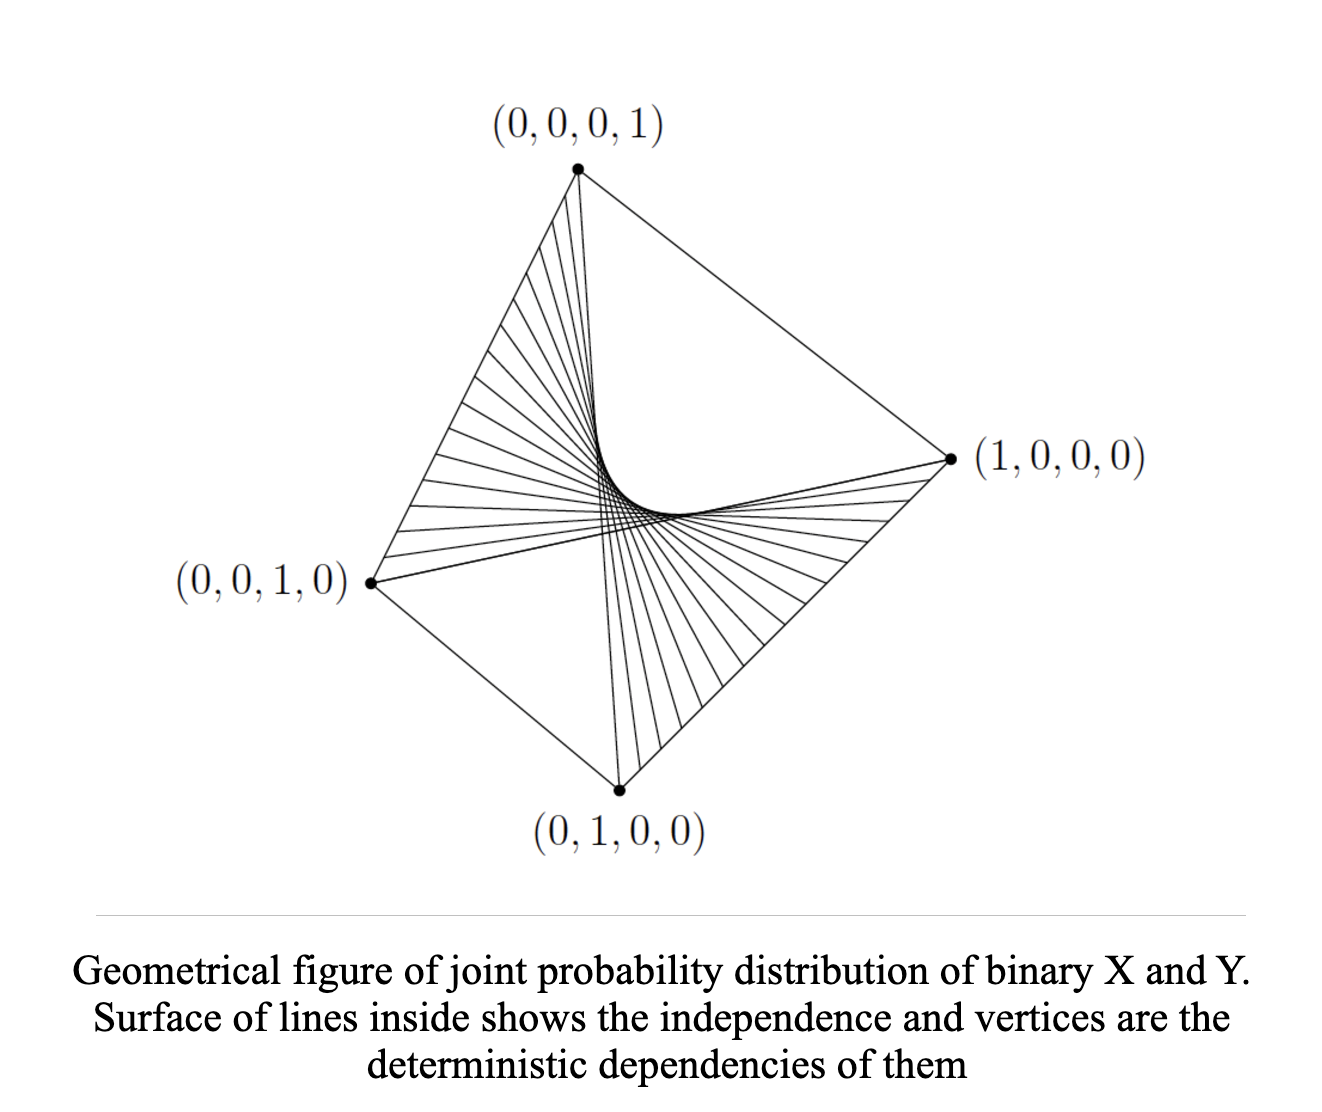 (0, 0, 0, 1)
(1, 0, 0, 0)
(0, 0, 1, 0)
(0, 1, 0, 0)
Geometrical figure of joint probability distribution of binary X and Y.
Surface of lines inside shows the independence and vertices are the
deterministic dependencies of them